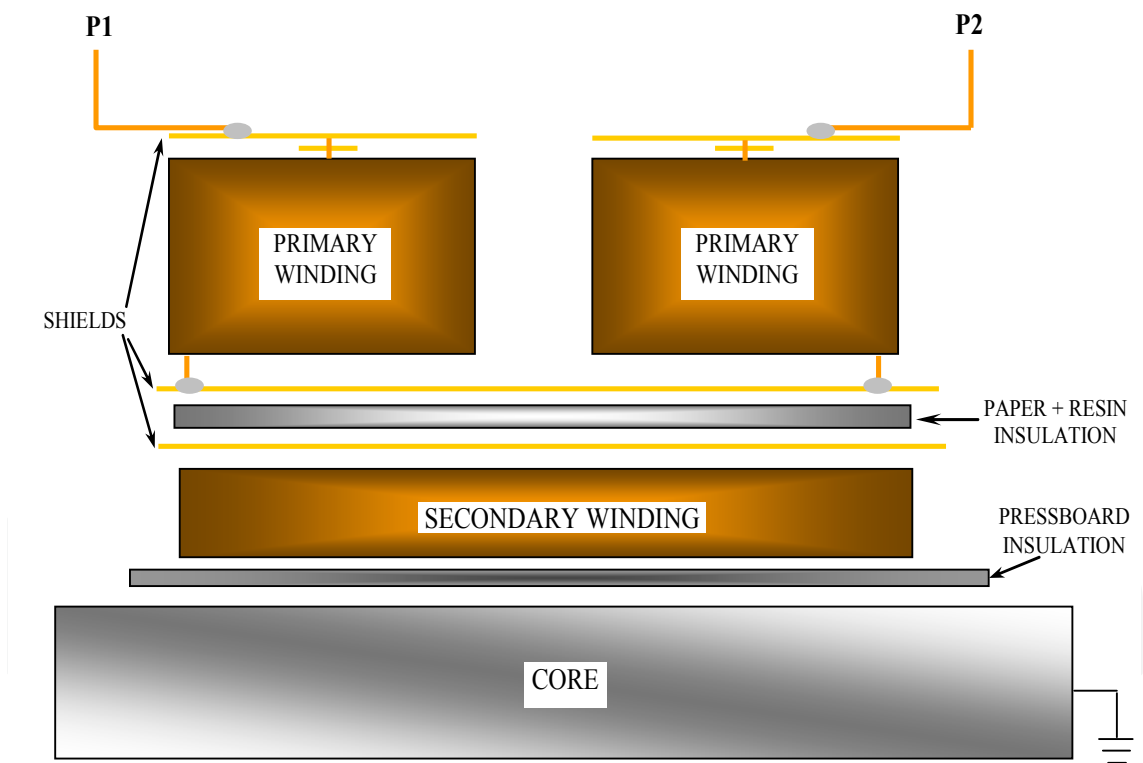 P1
P2
PRIMARY
WINDING
PRIMARY
WINDING
SHIELDS
PAPER + RESIN
INSULATION
SECONDARY WINDING
PRESSBOARD
INSULATION
CORE